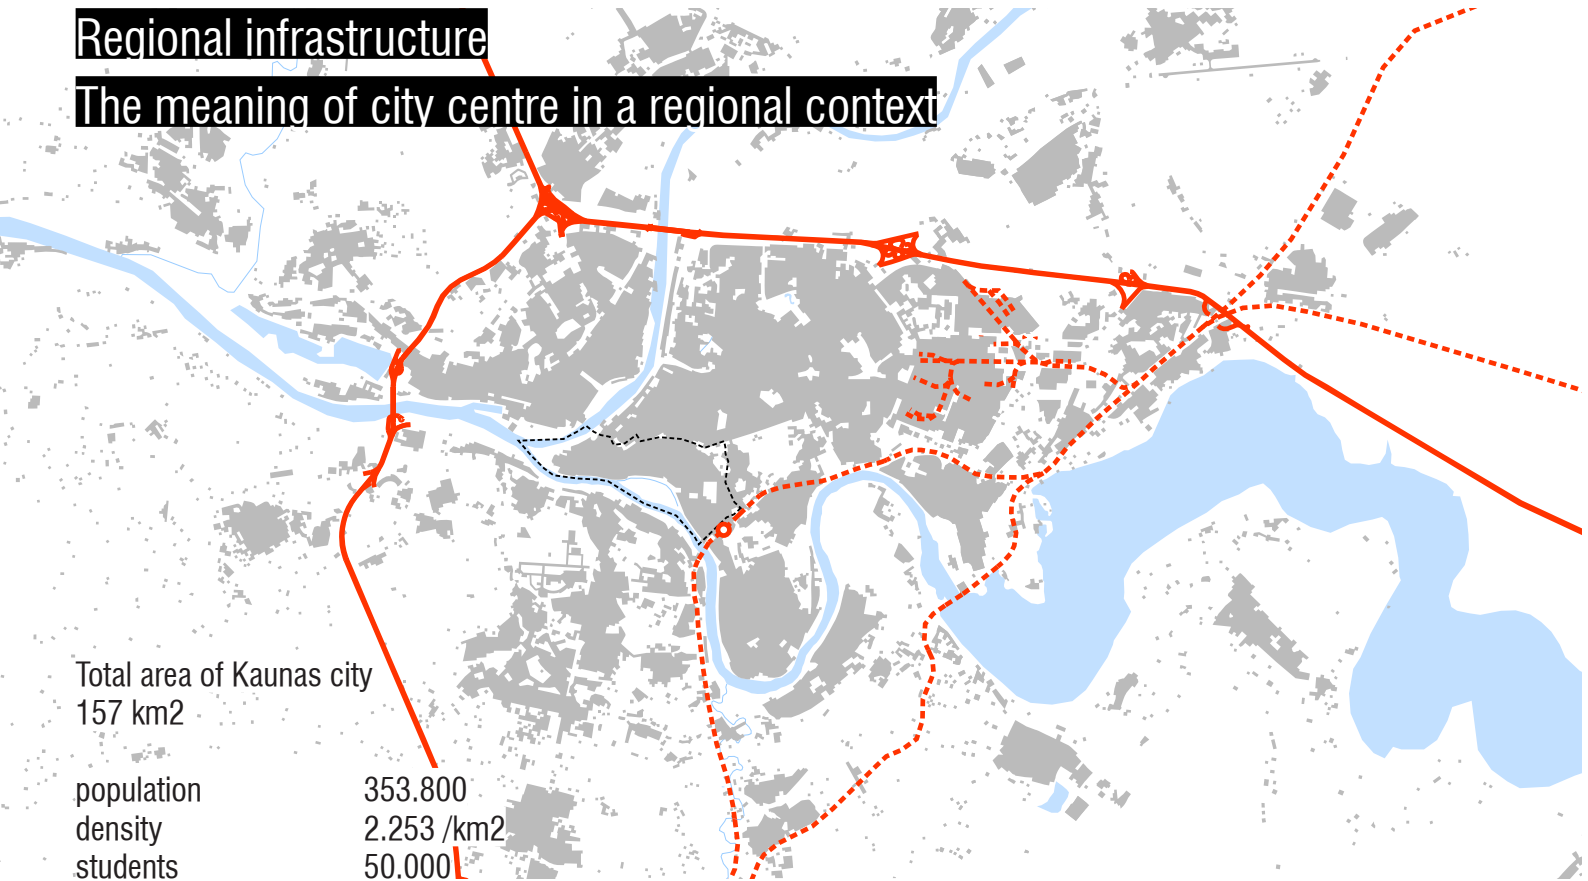 Regional infrastructure
The meaning of city centre in a regional context
Total area of Kaunas city
157 km2
population 353.800
density 2.253 /km2
students 50.000